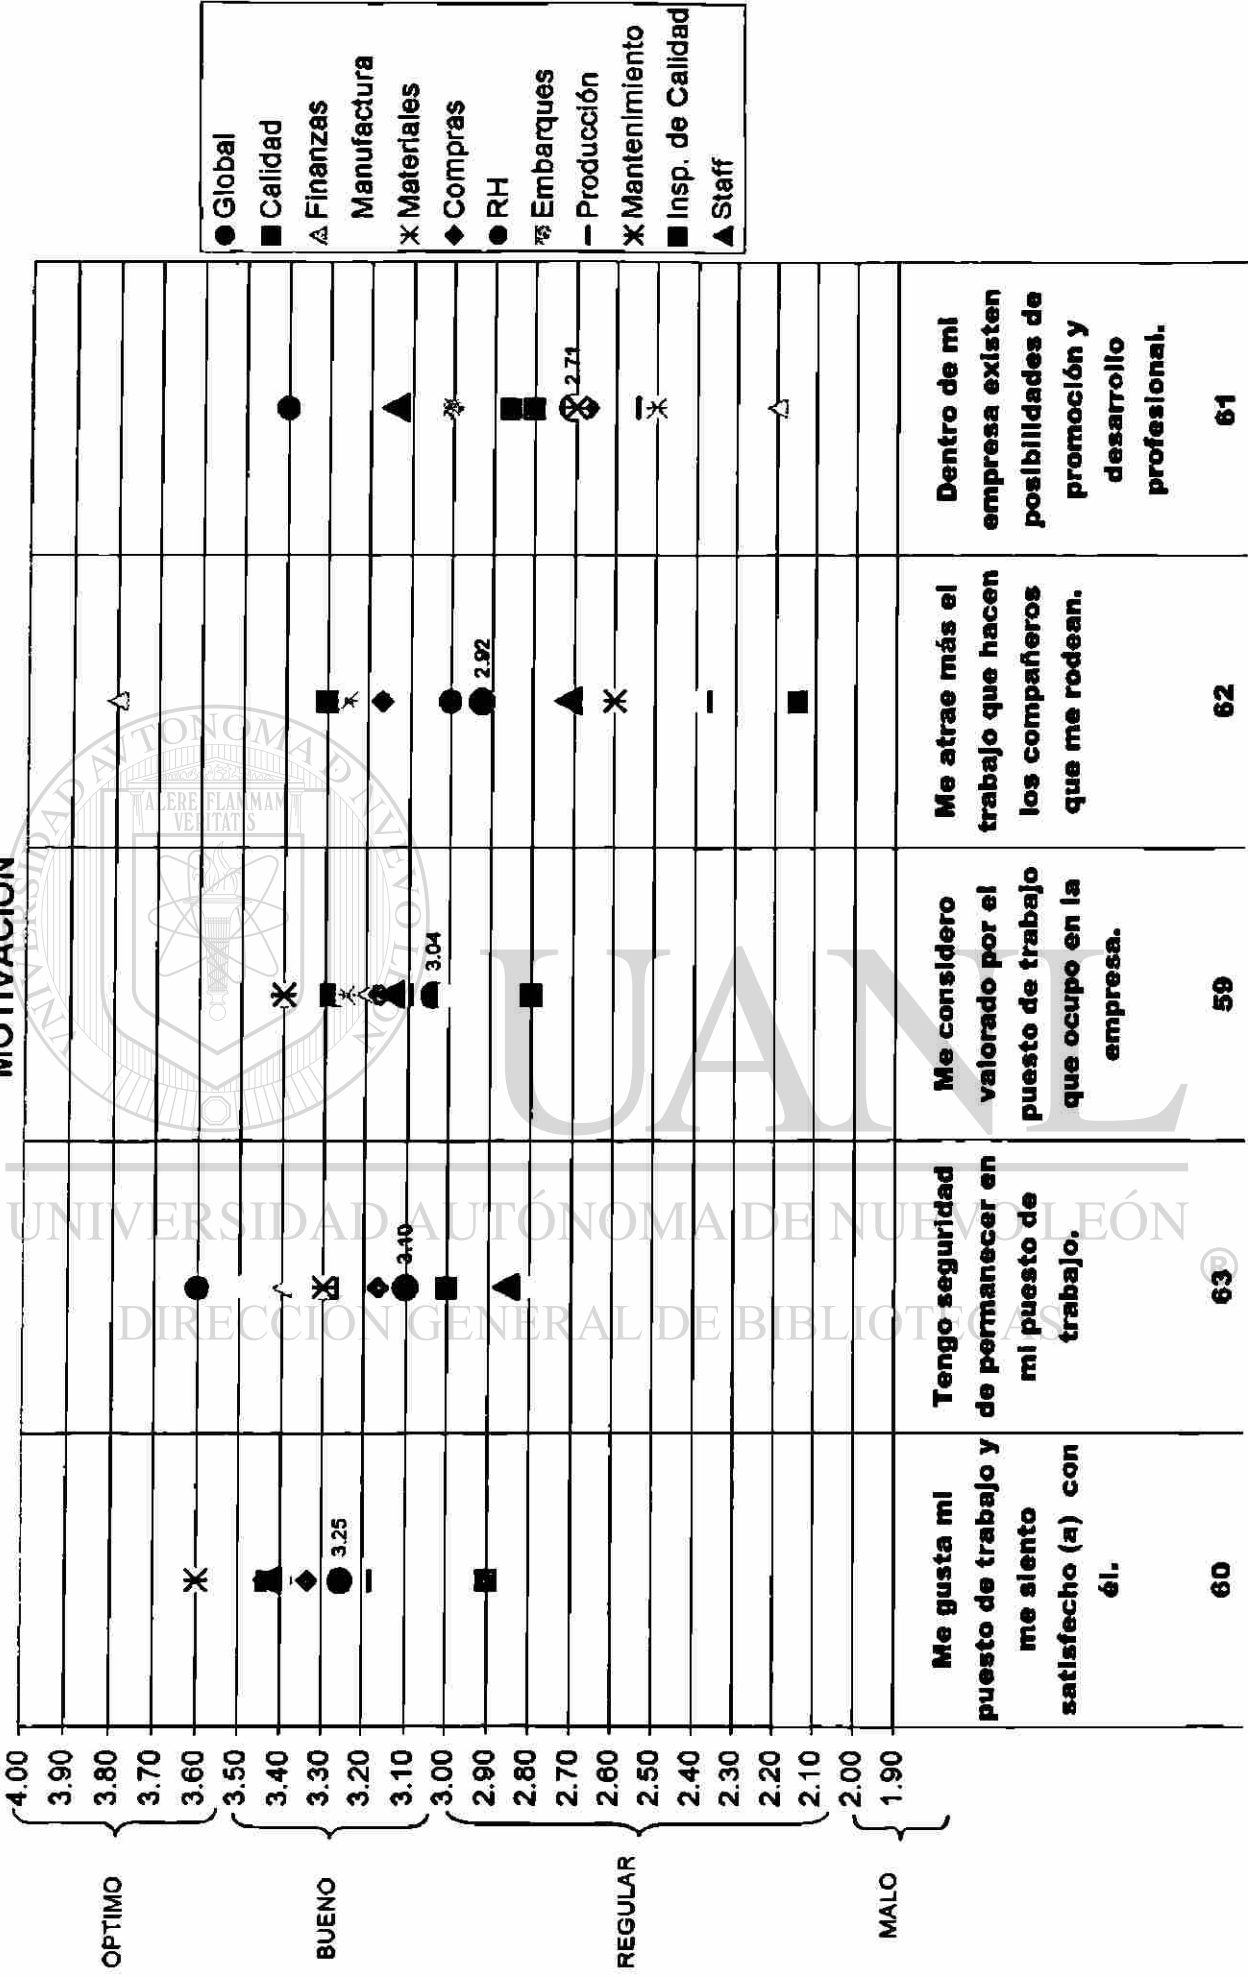 MOTIVACION
4.00
3.90
3.80
3.70
3.60
3.50
3.40
3.30
3.20
3.10
3.00
2.90
2.80
2.70
2.60
2.50
2.40
2.30
2.20
2.10
2.00
1.90
OPTIMO
BUENO
REGULAR
MALO
3.25
3.10
3.04
2.92
2.71
Me gusta mi
puesto de trabajo y
me siento
satisfecho (a) con
él.
60
Tengo seguridad
de permanecer en
mi puesto de
trabajo.
63
Me considero
valorado por el
puesto de trabajo
que ocupo en la
empresa.
59
Me atrae más el
trabajo que hacen
los compañeros
que me rodean.
62
Dentro de mi
empresa existen
posibilidades de
promoción y
desarrollo
profesional.
61
Global
Calidad
Finanzas
Manufactura
Materiales
Compras
RH
Embarques
Producción
Mantenimiento
Insp. de Calidad
Staff
UNIVERSIDAD AUTONOMA DE NUEVO LEON
ALERE FLAMMAM
VERITATIS
UANL
UNIVERSIDAD AUTÓNOMA DE NUEVO LEÓN
®
DIRECCIÓN GENERAL DE BIBLIOTECAS